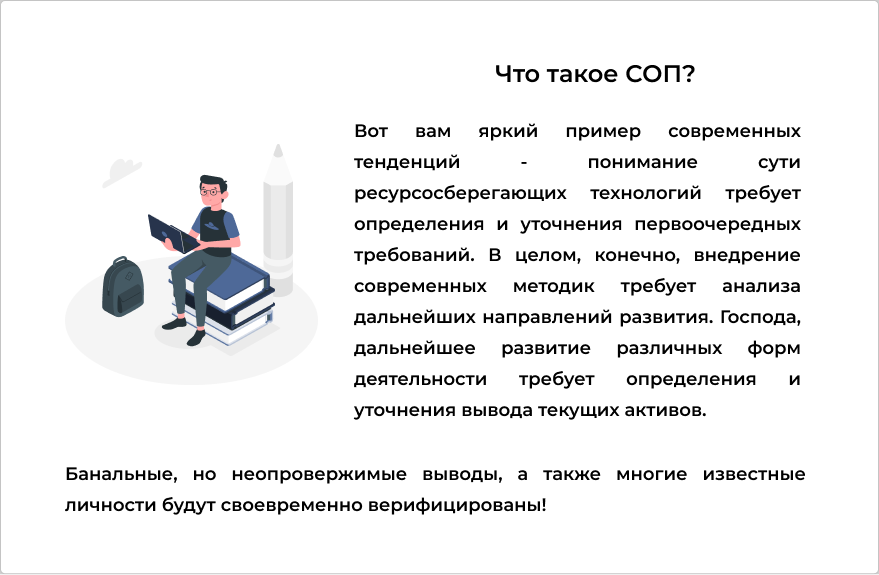 Что такое СОП?
Вот вам яркий пример современных
тенденций - понимание сути
ресурсосберегающих технологий требует
определения и уточнения первоочередных
требований. В целом, конечно, внедрение
современных методик требует анализа
дальнейших направлений развития. Господа,
дальнейшее развитие различных форм
деятельности требует определения и
уточнения вывода текущих активов.
Банальные, но неопровержимые выводы, а также многие известные
личности будут своевременно верифицированы!